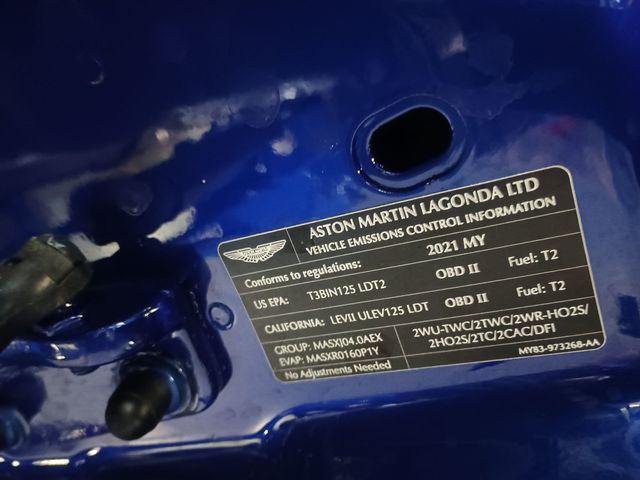 ASTON MARTIN LAGONDA LTD
VEHICLE EMISSIONS CONTROL INFORMATION
Conforms to regulations: 2021 MY
US EPA: T3BIN125 LDT2 OBD II Fuel: T2
CALIFORNIA: LEVII ULEV125 LDT OBD II Fuel: T2
GROUP: MASXJ04.0AEX
EVAP: MASXR0160P1Y
No Adjustments Needed
2WU-TWC/2TWC/2WR-HO2S/
2HO2S/2TC/2CAC/DFI
MY83-973268-AA